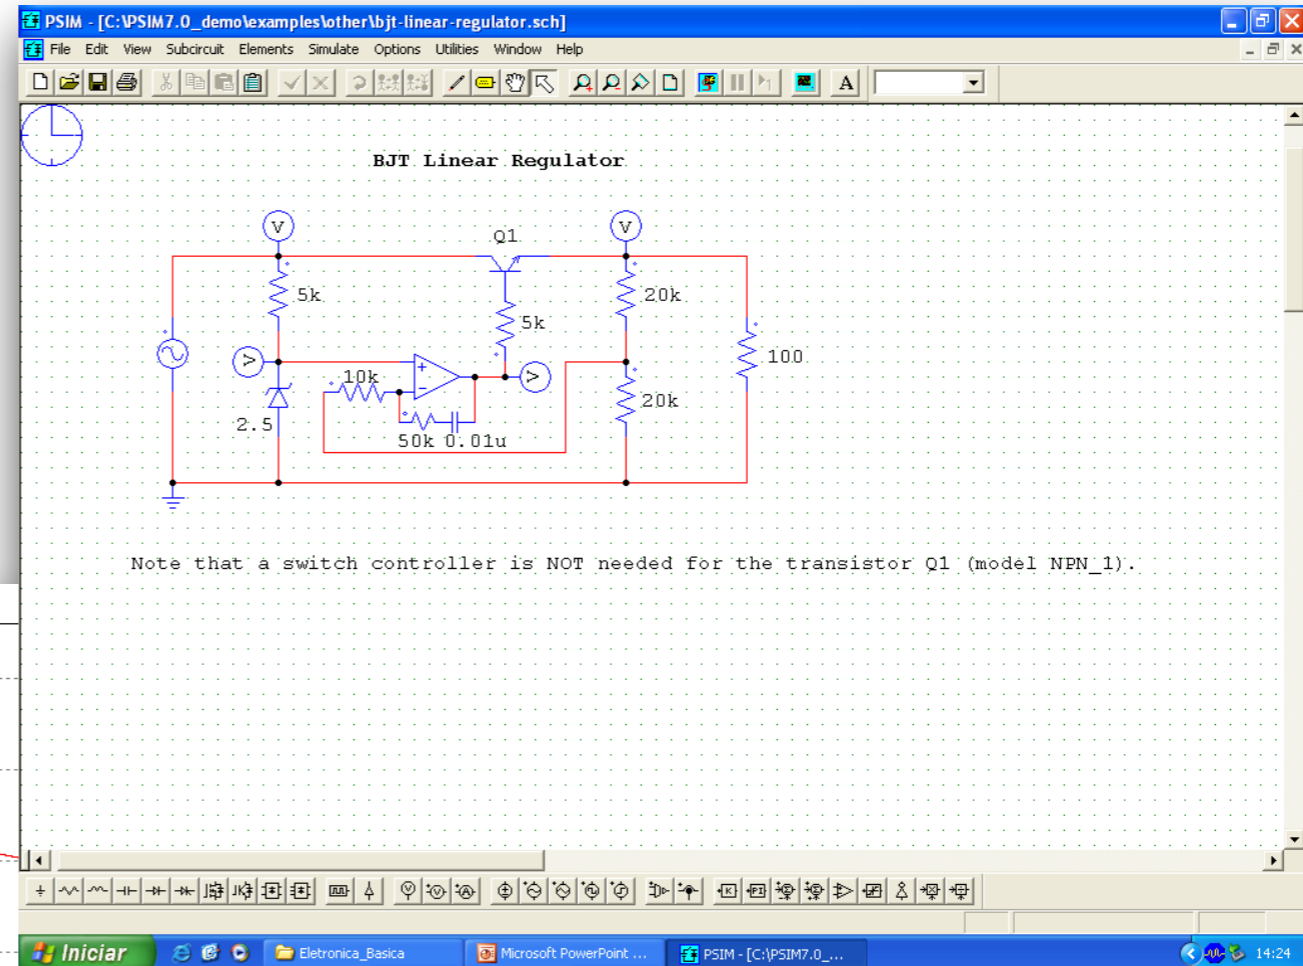 PSIM - [C:\PSIM7.0_demo\examples\other\bjt-linear-regulator.sch]
File Edit View Subcircuit Elements Simulate Options Utilities Window Help
A
BJT Linear Regulator
V
Q1
V
5k
20k
5k
V
10k
V
100
2.5
20k
50k 0.01u
Note that a switch controller is NOT needed for the transistor Q1 (model NPN_1).
Iniciar
Eletronica_Basica
Microsoft PowerPoint ...
PSIM - [C:\PSIM7.0_...
14:24